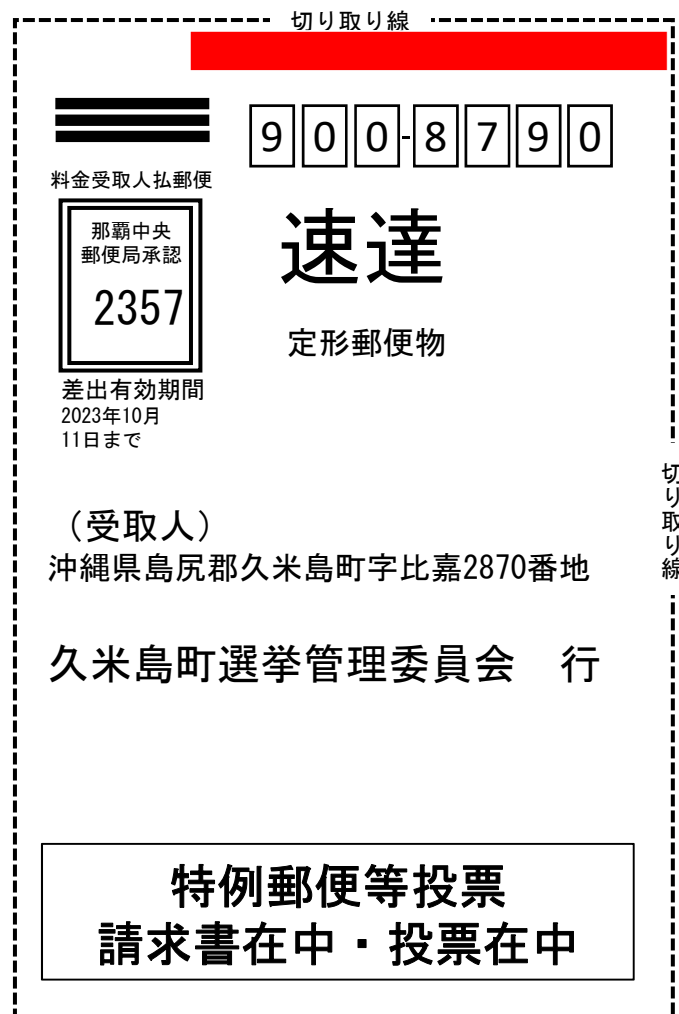 切り取り線
900-8790
料金受取人払郵便
那覇中央
郵便局承認
2357
速達
定形郵便物
差出有効期間
2023年10月
11日まで
切り取り線
（受取人）
沖縄県島尻郡久米島町字比嘉2870番地
久米島町選挙管理委員会　行
特例郵便等投票
請求書在中・投票在中